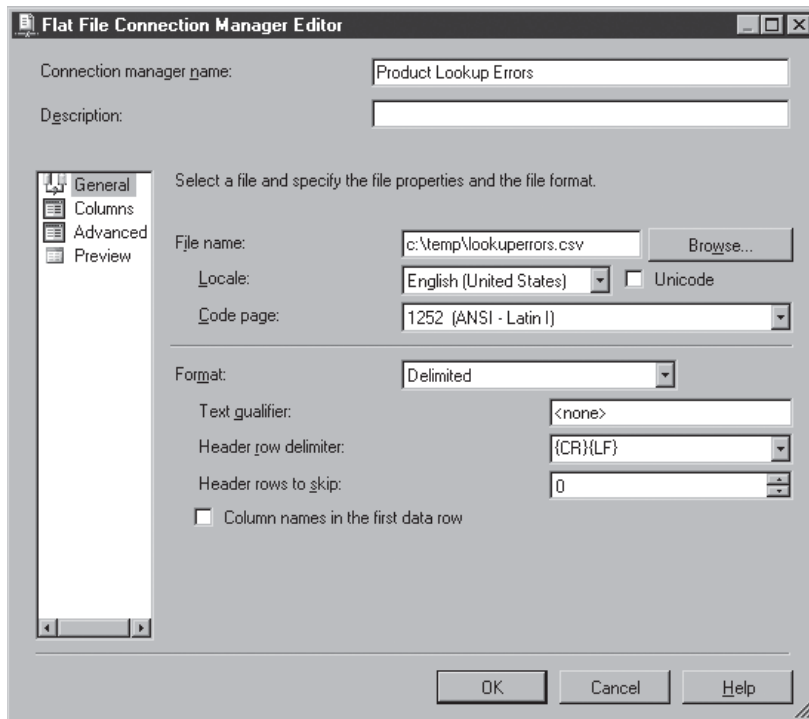 Flat File Connection Manager Editor
Connection manager name: Product Lookup Errors
Description:
General
Columns
Advanced
Preview
Select a file and specify the file properties and the file format.
File name: c:\temp\lookuperrors.csv Browse...
Locale: English (United States) Unicode
Code page: 1252 (ANSI - Latin I)
Format: Delimited
Text qualifier: <none>
Header row delimiter: {CR}{LF}
Header rows to skip: 0
Column names in the first data row
OK Cancel Help